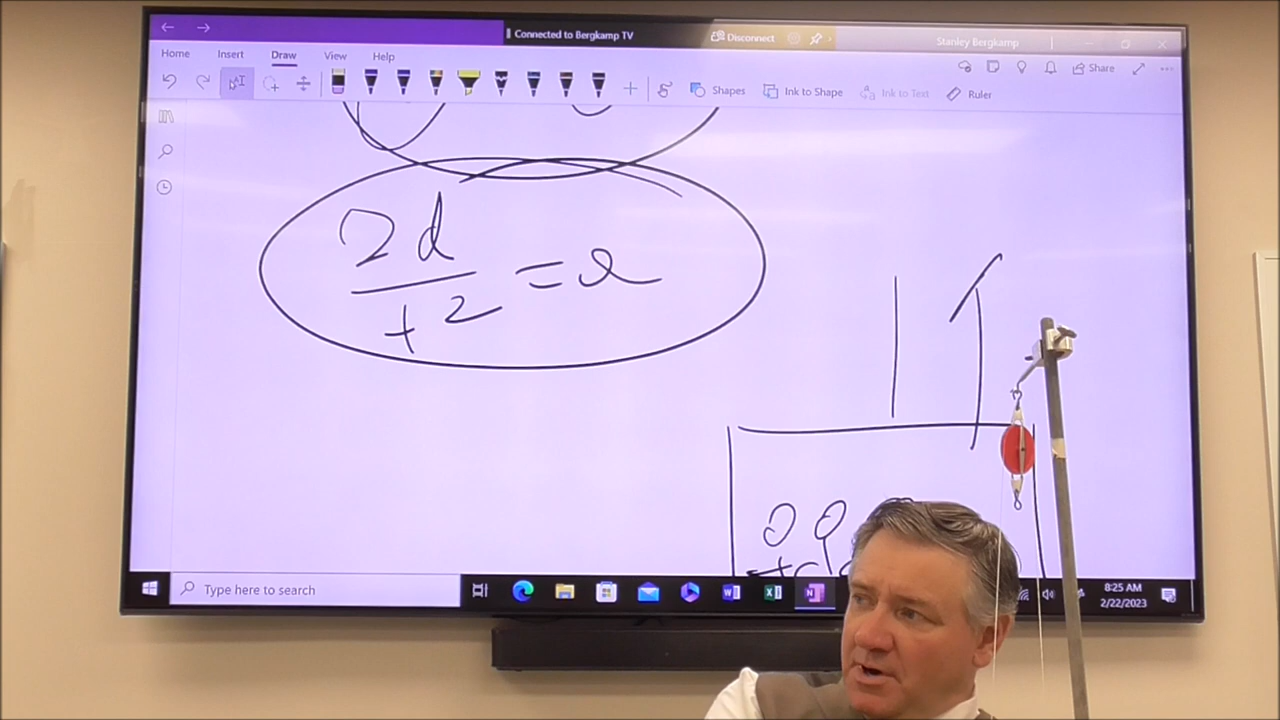 Connected to Bergkamp TV
Disconnect
Stanley Bergkamp
Home Insert Draw View Help
Share
Shapes Ink to Shape Ink to Text Ruler
2d
t² = a
Type here to search
8:25 AM
2/22/2023